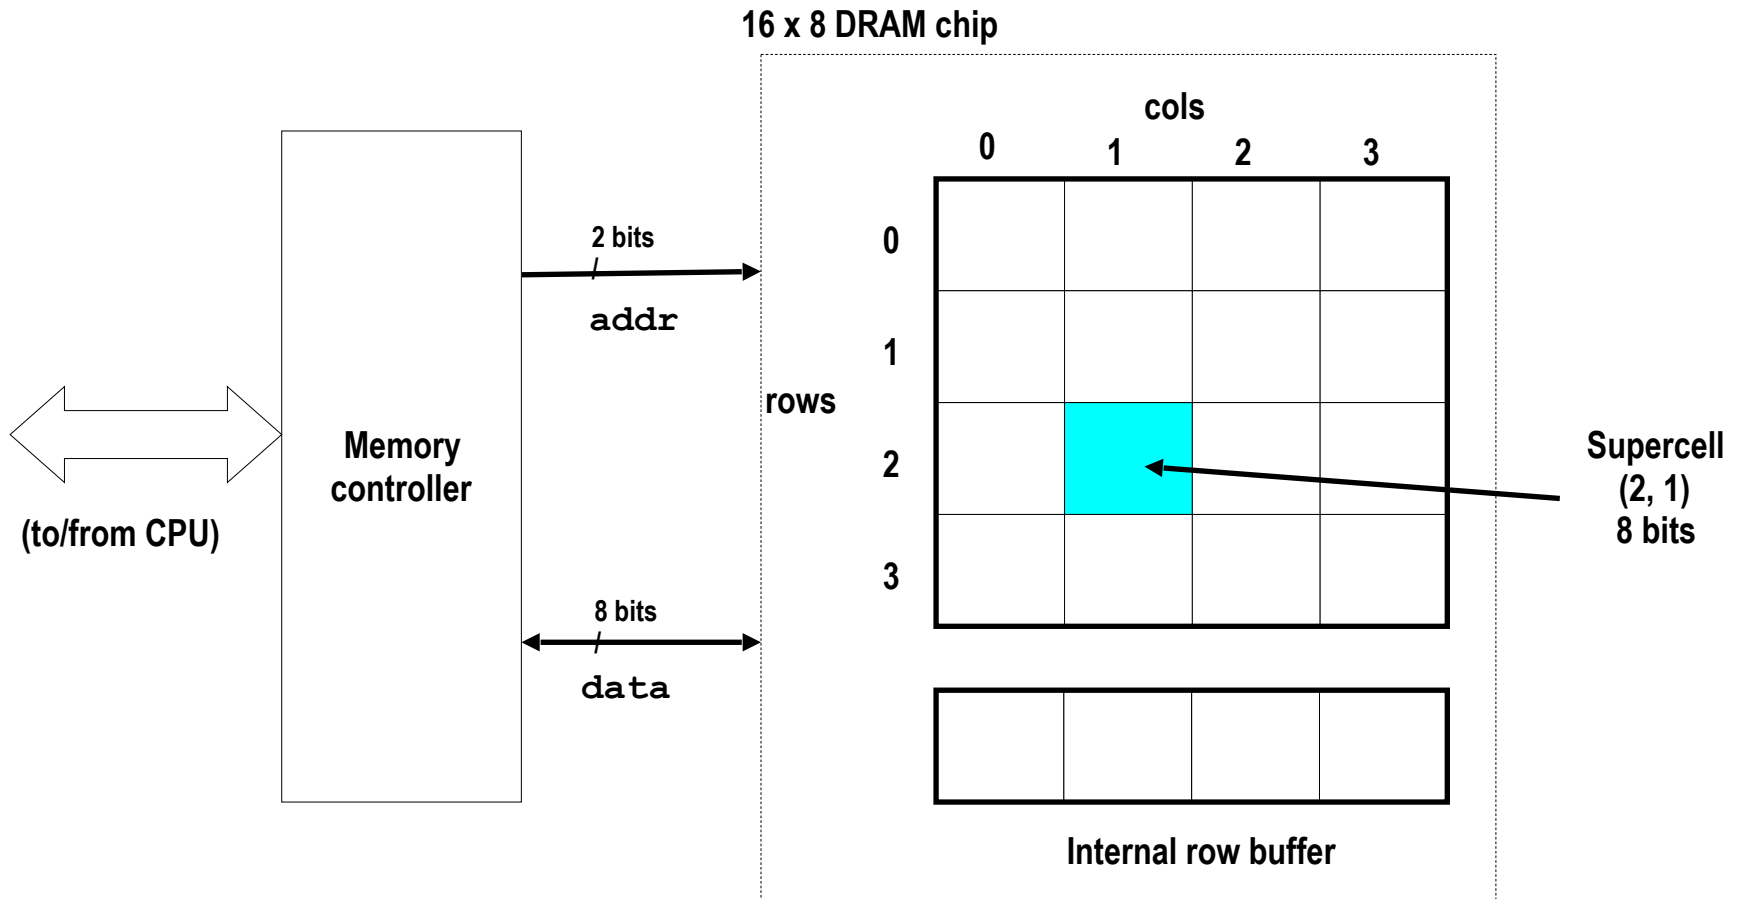 16 x 8 DRAM chip
cols
0 1 2 3
2 bits
addr
0
1
rows
2
3
Memory
controller
(to/from CPU)
Supercell
(2, 1)
8 bits
8 bits
data
Internal row buffer